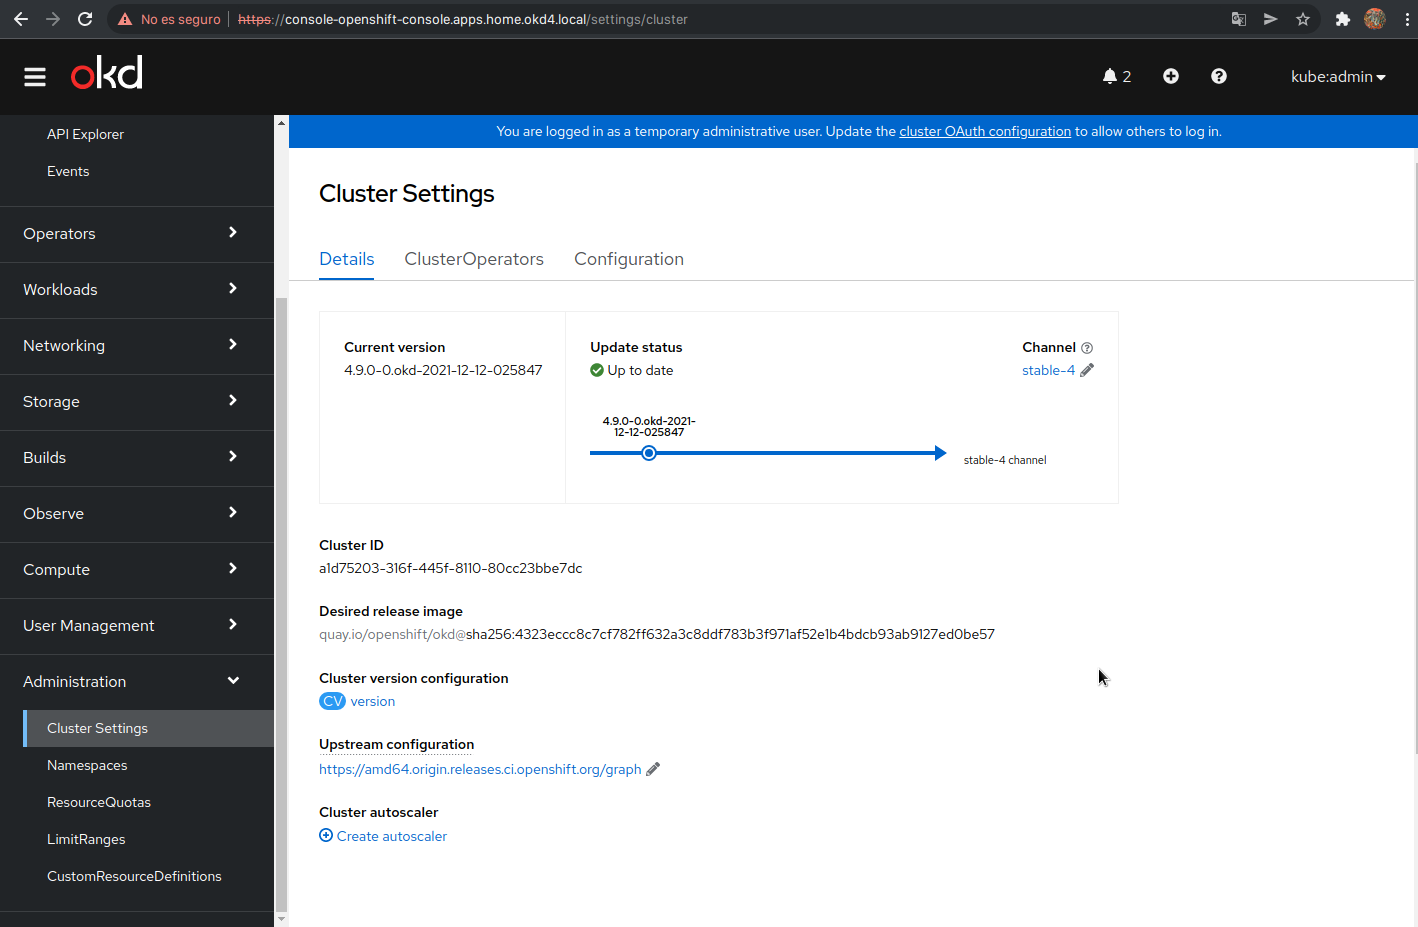 No es seguro https://console-openshift-console.apps.home.okd4.local/settings/cluster
okd
2
kube:admin
API Explorer
Events
Operators
Workloads
Networking
Storage
Builds
Observe
Compute
User Management
Administration
Cluster Settings
Namespaces
ResourceQuotas
LimitRanges
CustomResourceDefinitions
You are logged in as a temporary administrative user. Update the cluster OAuth configuration to allow others to log in.
Cluster Settings
Details ClusterOperators Configuration
Current version
4.9.0-0.okd-2021-12-12-025847
Update status
Up to date
Channel
stable-4
4.9.0-0.okd-2021-
12-12-025847
stable-4 channel
Cluster ID
a1d75203-316f-445f-8110-80cc23bbe7dc
Desired release image
quay.io/openshift/okd@sha256:4323eccc8c7cf782ff632a3c8ddf783b3f971af52e1b4bdcb93ab9127ed0be57
Cluster version configuration
CV version
Upstream configuration
https://amd64.origin.releases.ci.openshift.org/graph
Cluster autoscaler
Create autoscaler